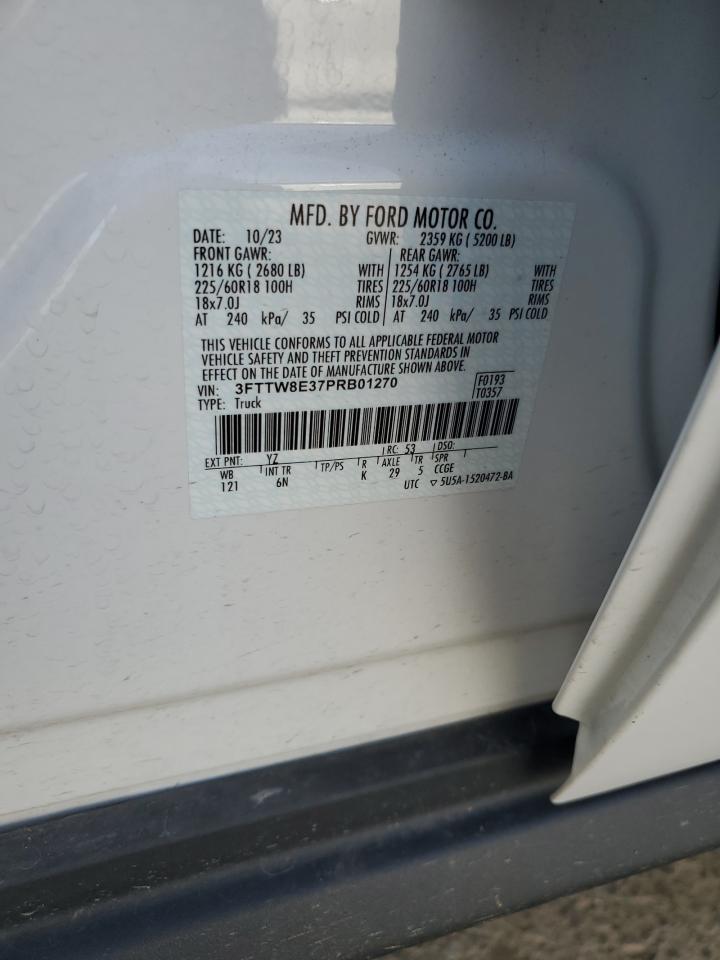 MFD. BY FORD MOTOR CO.
DATE: 10/23 GVWR: 2359 KG ( 5200 LB)
FRONT GAWR: REAR GAWR:
1216 KG ( 2680 LB) WITH 1254 KG ( 2765 LB) WITH
225/60R18 100H TIRES 225/60R18 100H TIRES
18x7.0J RIMS 18x7.0J RIMS
AT 240 kPa/ 35 PSI COLD AT 240 kPa/ 35 PSI COLD
THIS VEHICLE CONFORMS TO ALL APPLICABLE FEDERAL MOTOR
VEHICLE SAFETY AND THEFT PREVENTION STANDARDS IN
EFFECT ON THE DATE OF MANUFACTURE SHOWN ABOVE.
VIN: 3FTTW8E37PRB01270 F0193
TYPE: Truck T0357
EXT PNT: YZ RC: 53 DSO:
WB INT TR TP/PS R AXLE TR SPR
121 6N K 29 5 CCGE
UTC ▽ 5U5A-1520472-BA